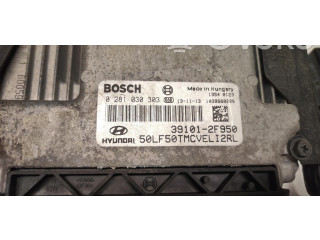 BOSCH
Made in Hungary
0 281 030 303
13-11-13
39101-2F950
HYUNDAI
50LF50TMCVELI2RL